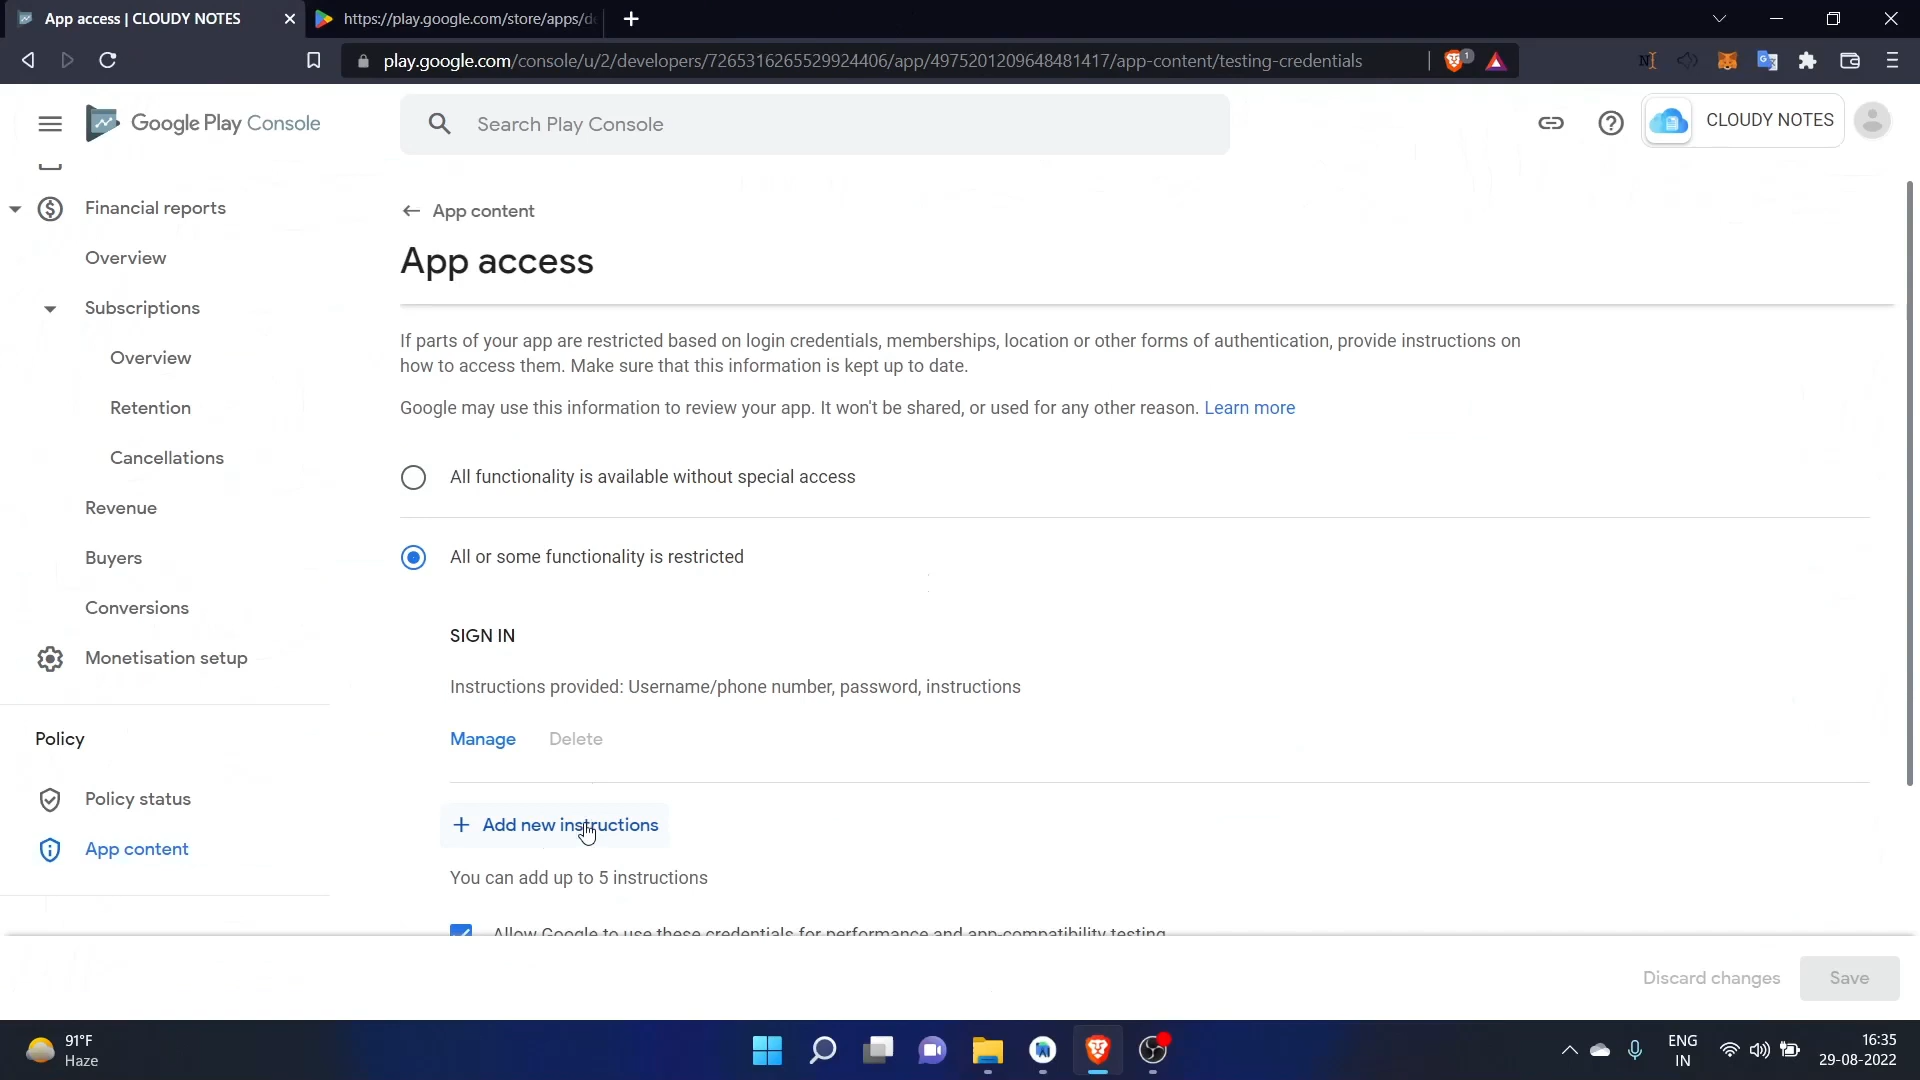 App access | CLOUDY NOTES
https://play.google.com/store/apps/de
play.google.com/console/u/2/developers/7265316265529924406/app/4975201209648481417/app-content/testing-credentials
1
Google Play Console
Search Play Console
CLOUDY NOTES
Financial reports
Overview
Subscriptions
Overview
Retention
Cancellations
Revenue
Buyers
Conversions
Monetisation setup
Policy
Policy status
App content
App content
App access
If parts of your app are restricted based on login credentials, memberships, location or other forms of authentication, provide instructions on
how to access them. Make sure that this information is kept up to date.
Google may use this information to review your app. It won't be shared, or used for any other reason. Learn more
All functionality is available without special access
All or some functionality is restricted
SIGN IN
Instructions provided: Username/phone number, password, instructions
Manage Delete
+ Add new instructions
You can add up to 5 instructions
Allow Google to use these credentials for performance and app-compatibility testing
Discard changes Save
91°F
Haze
ENG
IN
16:35
29-08-2022